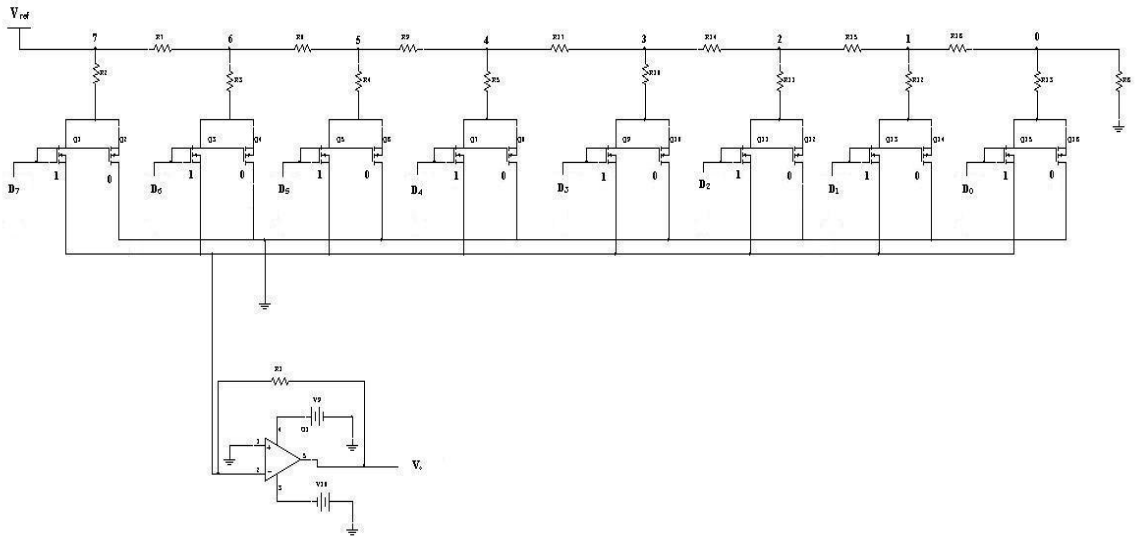 Vref
7 R1 6 R8 5 R9 4 R11 3 R14 2 R15 1 R16 0
R2 R3 R4 R5 R10 R11 R12 R13 R6
Q1 Q2 Q3 Q4 Q5 Q6 Q7 Q8 Q9 Q10 Q11 Q12 Q13 Q14 Q15 Q16
D7 1 0 D6 1 0 D5 1 0 D4 1 0 D3 1 0 D2 1 0 D1 1 0 D0 1 0
V9
4
3 +
5 Vo
2 -
V10